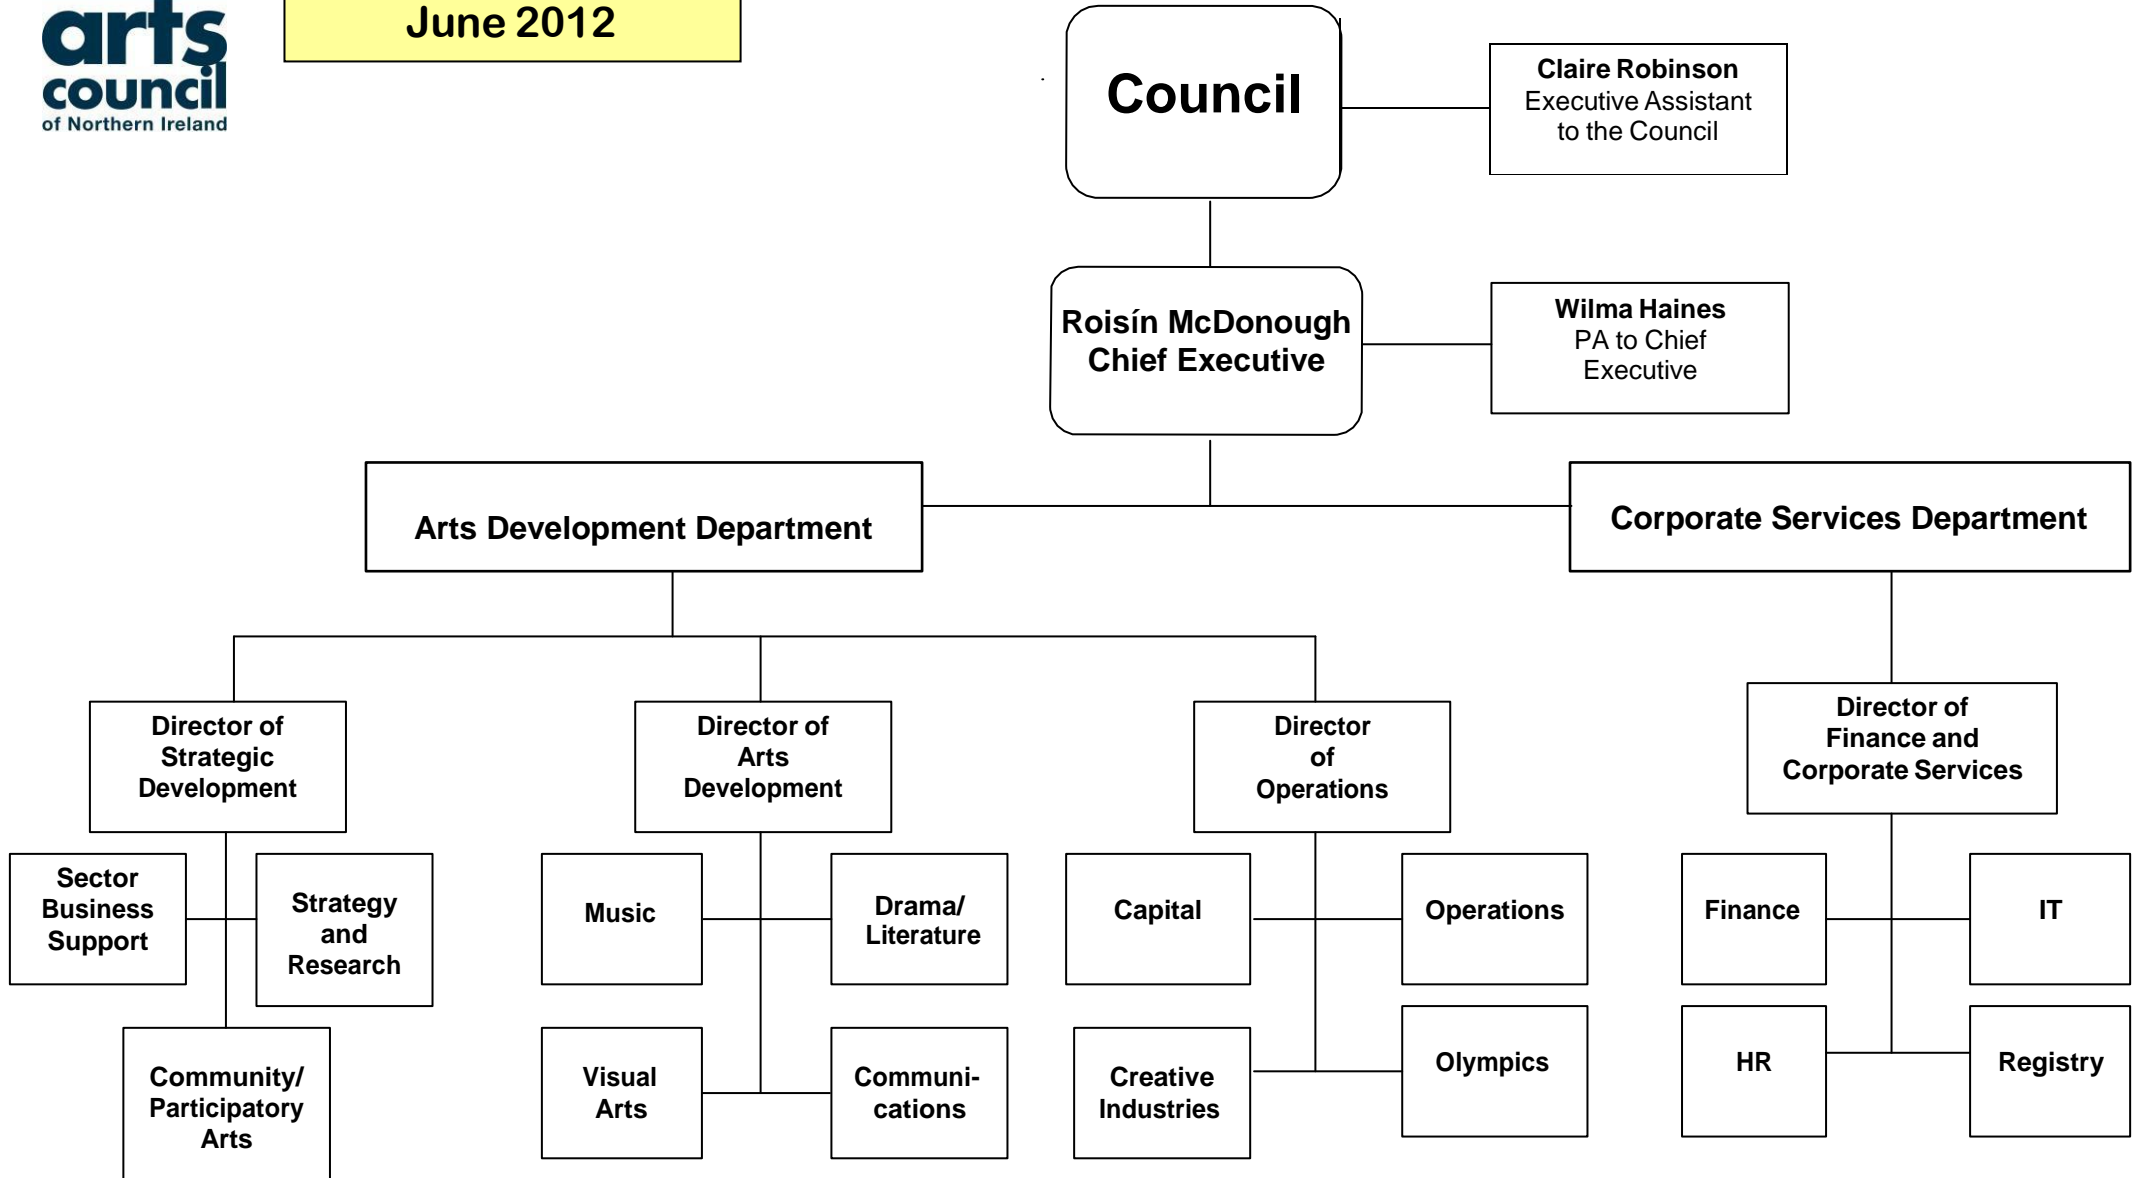 arts
council
of Northern Ireland
June 2012
Council
Claire Robinson
Executive Assistant
to the Council
Roisín McDonough
Chief Executive
Wilma Haines
PA to Chief
Executive
Arts Development Department
Corporate Services Department
Director of
Strategic
Development
Director of
Arts
Development
Director
of
Operations
Director of
Finance and
Corporate Services
Sector
Business
Support
Strategy
and
Research
Community/
Participatory
Arts
Music
Drama/
Literature
Visual
Arts
Communi-
cations
Capital
Operations
Creative
Industries
Olympics
Finance
IT
HR
Registry